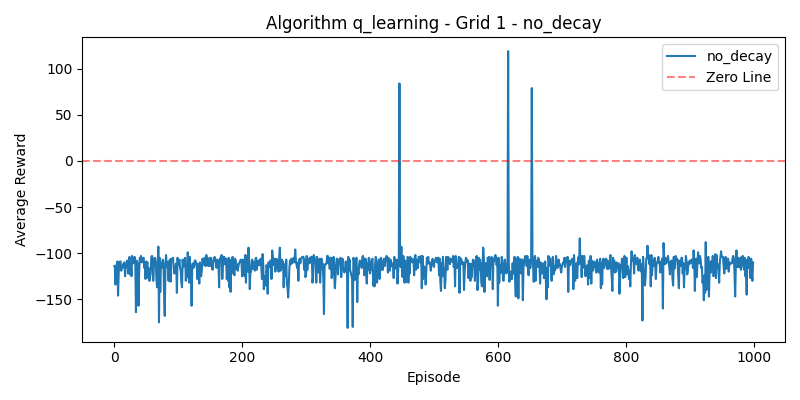 Algorithm q_learning - Grid 1 - no_decay
Average Reward
100
50
0
−50
−100
−150
no_decay
Zero Line
0 200 400 600 800 1000
Episode